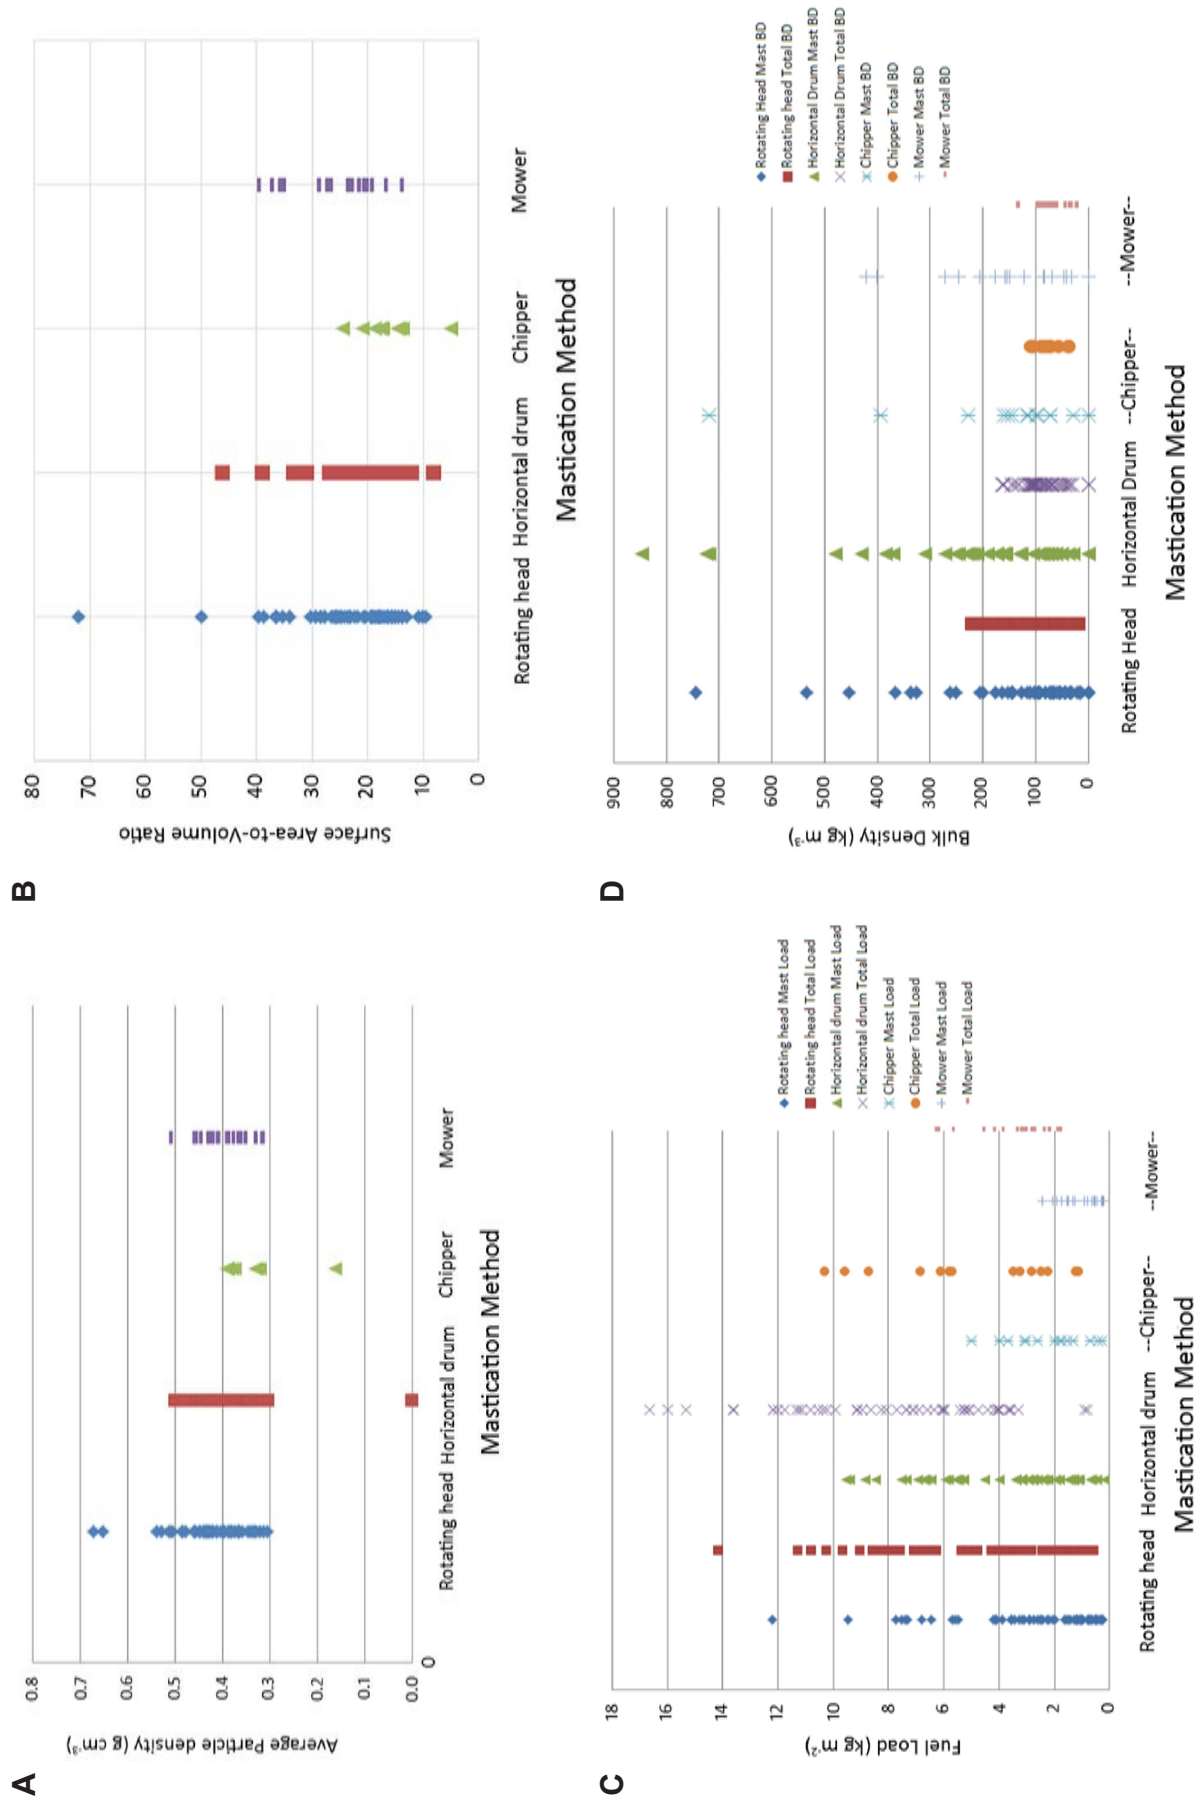 A
Average Particle density (g cm-3)
0.8
0.7
0.6
0.5
0.4
0.3
0.2
0.1
0.0
0
Rotating head Horizontal drum Chipper Mower
Mastication Method
B
Surface Area-to-Volume Ratio
80
70
60
50
40
30
20
10
0
Rotating head Horizontal drum Chipper Mower
Mastication Method
C
Fuel Load (kg m-2)
18
16
14
12
10
8
6
4
2
0
Rotating head Horizontal drum --Chipper-- --Mower--
Mastication Method
Rotating head Mast Load
Rotating head Total Load
Horizontal drum Mast Load
Horizontal drum Total Load
Chipper Mast Load
Chipper Total Load
Mower Mast Load
Mower Total Load
D
Bulk Density (kg m-3)
900
800
700
600
500
400
300
200
100
0
Rotating Head Horizontal Drum --Chipper-- --Mower--
Mastication Method
Rotating Head Mast BD
Rotating head Total BD
Horizontal Drum Mast BD
Horizontal Drum Total BD
Chipper Mast BD
Chipper Total BD
Mower Mast BD
Mower Total BD